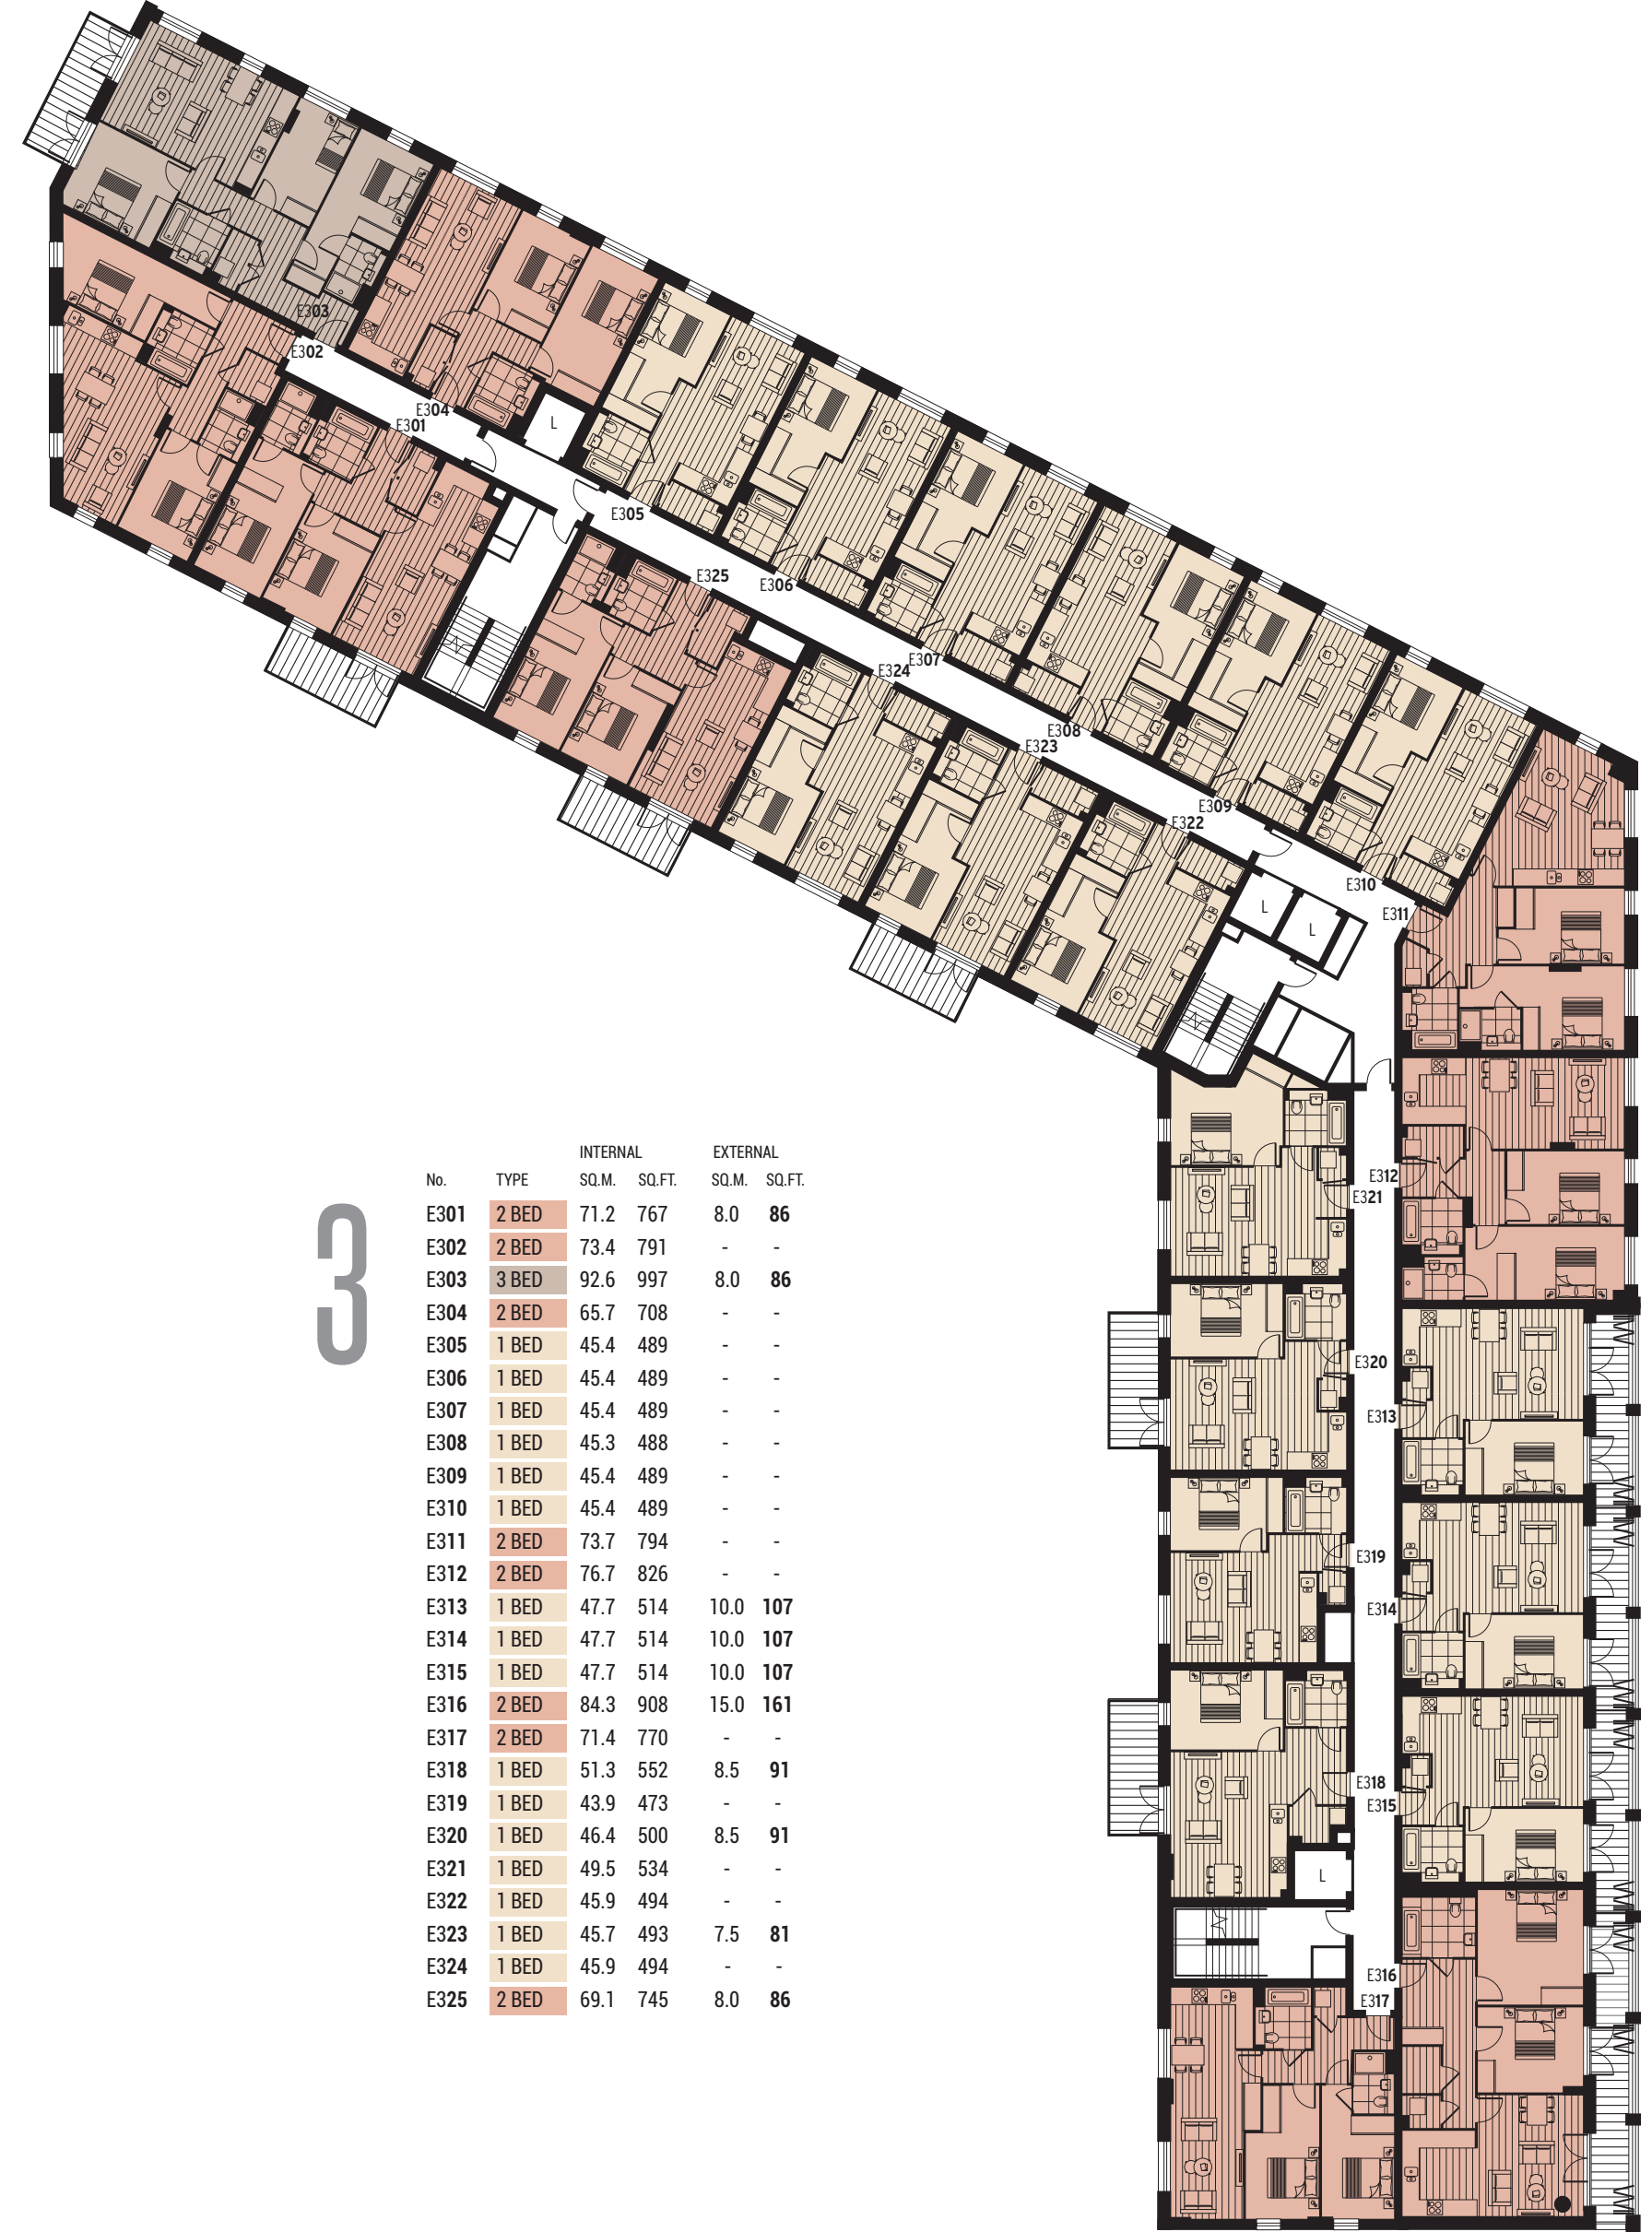 E303
E302
E304
E301
L
E305
E325
E306
E307
E324
E308
E323
E309
E322
E310
L
L
E311
E312
E321
E320
E313
E319
E314
E318
E315
L
E316
E317
3
INTERNAL EXTERNAL
No. TYPE SQ.M. SQ.FT. SQ.M. SQ.FT.
E301 2 BED 71.2 767 8.0 86
E302 2 BED 73.4 791 - -
E303 3 BED 92.6 997 8.0 86
E304 2 BED 65.7 708 - -
E305 1 BED 45.4 489 - -
E306 1 BED 45.4 489 - -
E307 1 BED 45.4 489 - -
E308 1 BED 45.3 488 - -
E309 1 BED 45.4 489 - -
E310 1 BED 45.4 489 - -
E311 2 BED 73.7 794 - -
E312 2 BED 76.7 826 - -
E313 1 BED 47.7 514 10.0 107
E314 1 BED 47.7 514 10.0 107
E315 1 BED 47.7 514 10.0 107
E316 2 BED 84.3 908 15.0 161
E317 2 BED 71.4 770 - -
E318 1 BED 51.3 552 8.5 91
E319 1 BED 43.9 473 - -
E320 1 BED 46.4 500 8.5 91
E321 1 BED 49.5 534 - -
E322 1 BED 45.9 494 - -
E323 1 BED 45.7 493 7.5 81
E324 1 BED 45.9 494 - -
E325 2 BED 69.1 745 8.0 86